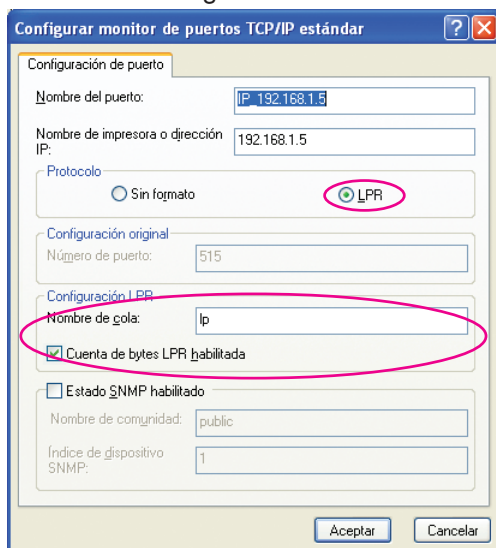 Configurar monitor de puertos TCP/IP estándar
Configuración de puerto
Nombre del puerto: IP_192.168.1.5
Nombre de impresora o dirección IP: 192.168.1.5
Protocolo
Sin formato LPR
Configuración original
Número de puerto: 515
Configuración LPR
Nombre de cola: lp
Cuenta de bytes LPR habilitada
Estado SNMP habilitado
Nombre de comunidad: public
Índice de dispositivo SNMP: 1
Aceptar Cancelar